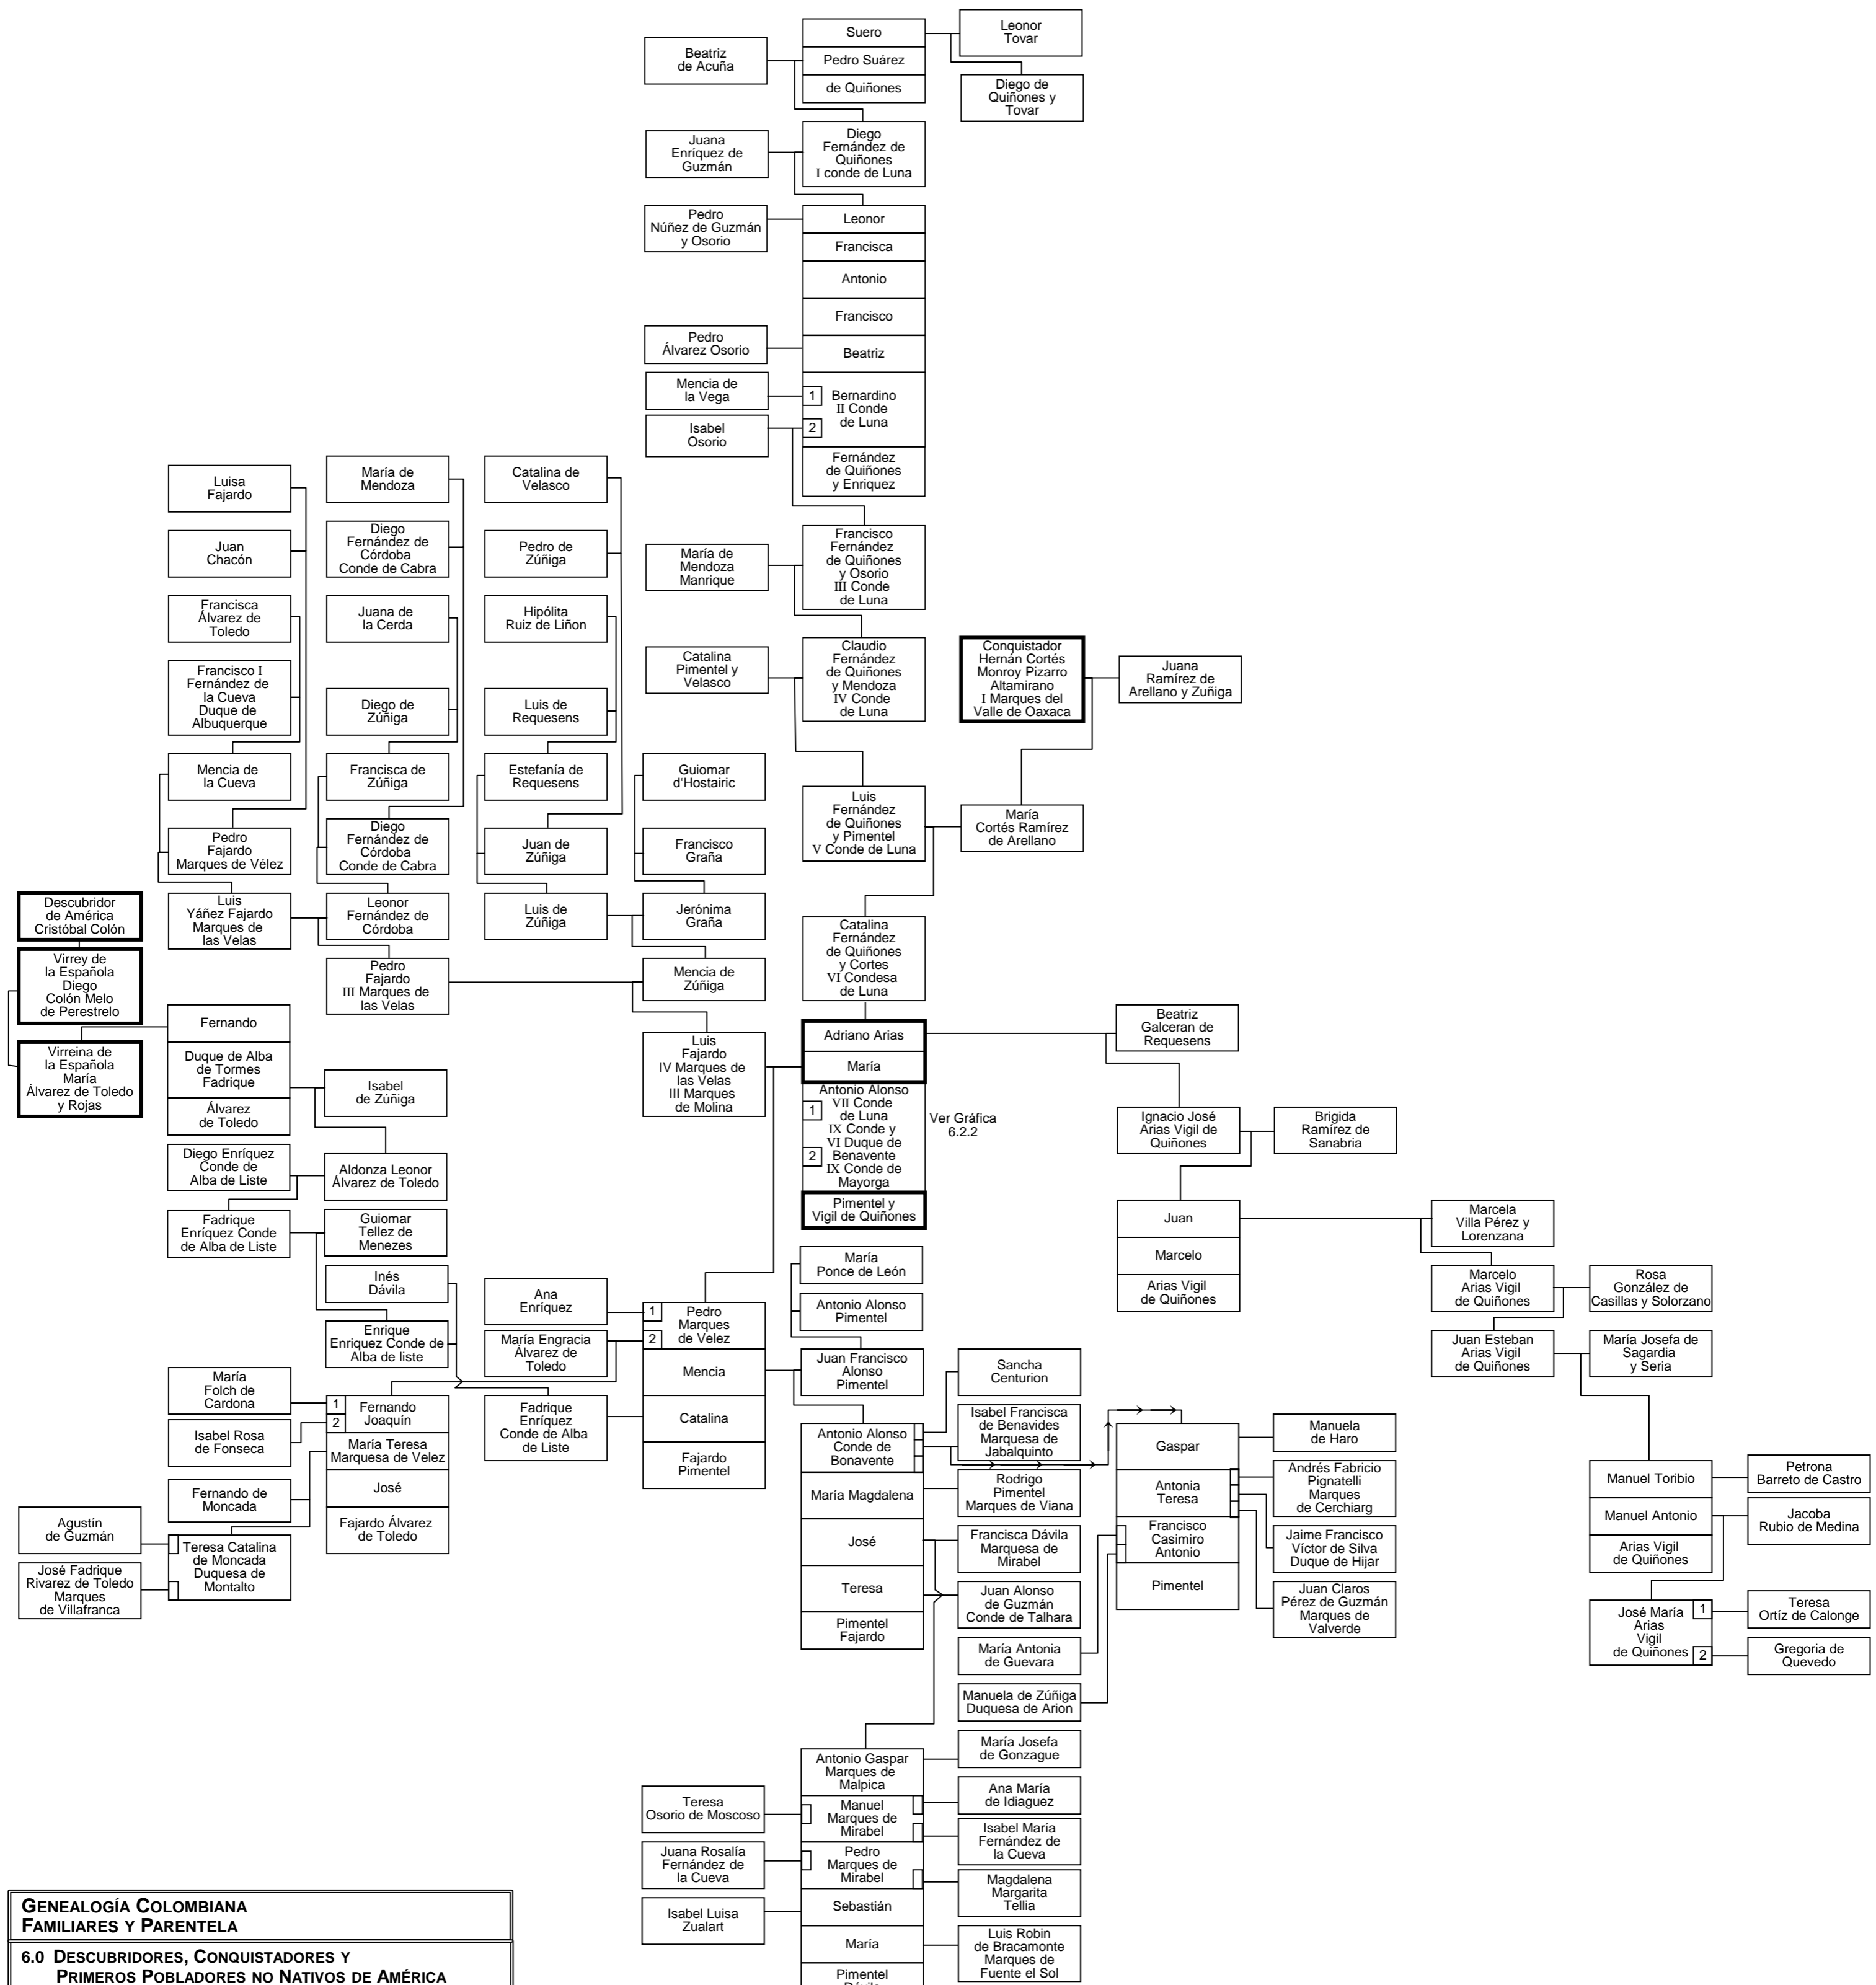 Suero
Pedro Suárez
de Quiñones
Leonor
Tovar
Beatriz
de Acuña
Diego de
Quiñones y
Tovar
Juana
Enríquez de
Guzmán
Diego
Fernández de
Quiñones
I conde de Luna
Pedro
Núñez de Guzmán
y Osorio
Leonor
Francisca
Antonio
Francisco
Pedro
Álvarez Osorio
Beatriz
Mencia de
la Vega
Isabel
Osorio
1
2
Bernardino
II Conde
de Luna
Fernández
de Quiñones
y Enriquez
Luisa
Fajardo
María de
Mendoza
Catalina de
Velasco
Juan
Chacón
Diego
Fernández de
Córdoba
Conde de Cabra
Pedro de
Zúñiga
María de
Mendoza
Manrique
Francisco
Fernández
de Quiñones
y Osorio
III Conde
de Luna
Francisca
Álvarez de
Toledo
Juana de
la Cerda
Hipólita
Ruiz de Liñon
Francisco I
Fernández de
la Cueva
Duque de
Albuquerque
Diego de
Zúñiga
Luis de
Requesens
Catalina
Pimentel y
Velasco
Claudio
Fernández
de Quiñones
y Mendoza
IV Conde
de Luna
Conquistador
Hernán Cortés
Monroy Pizarro
Altamirano
I Marques del
Valle de Oaxaca
Juana
Ramírez de
Arellano y Zuñiga
Mencia de
la Cueva
Francisca de
Zúñiga
Estefanía de
Requesens
Guiomar
d'Hostairic
Luis
Fernández
de Quiñones
y Pimentel
V Conde de Luna
María
Cortés Ramírez
de Arellano
Pedro
Fajardo
Marques de Vélez
Diego
Fernández de
Córdoba
Conde de Cabra
Juan de
Zúñiga
Francisco
Graña
Descubridor
de América
Cristóbal Colón
Luis
Yáñez Fajardo
Marques de
las Velas
Leonor
Fernández de
Córdoba
Luis de
Zúñiga
Jerónima
Graña
Catalina
Fernández
de Quiñones
y Cortes
VI Condesa
de Luna
Virrey de
la Española
Diego
Colón Melo
de Perestrelo
Pedro
Fajardo
III Marques de
las Velas
Mencia de
Zúñiga
Virreina de
la Española
María
Álvarez de Toledo
y Rojas
Fernando
Duque de Alba
de Tormes
Fadrique
Álvarez
de Toledo
Isabel
de Zúñiga
Luis
Fajardo
IV Marques de
las Velas
III Marques
de Molina
Adriano Arias
María
Antonio Alonso
VII Conde
1
de Luna
IX Conde y
VI Duque de
2
Benavente
IX Conde de
Mayorga
Pimentel y
Vigil de Quiñones
Ver Gráfica
6.2.2
Beatriz
Galceran de
Requesens
Ignacio José
Arias Vigil de
Quiñones
Brigida
Ramírez de
Sanabria
Diego Enríquez
Conde de
Alba de Liste
Aldonza Leonor
Álvarez de Toledo
Fadrique
Enríquez Conde
de Alba de Liste
Guiomar
Tellez de
Menezes
Inés
Dávila
Enrique
Enriquez Conde de
Alba de liste
Juan
Marcelo
Arias Vigil
de Quiñones
Marcela
Villa Pérez y
Lorenzana
Marcelo
Arias Vigil
de Quiñones
Rosa
González de
Casillas y Solorzano
Juan Esteban
Arias Vigil
de Quiñones
María Josefa de
Sagardia
y Seria
Ana
Enríquez
María Engracia
Álvarez de
Toledo
1
2
Pedro
Marques
de Velez
Mencia
Catalina
Fajardo
Pimentel
María
Ponce de León
Antonio Alonso
Pimentel
Juan Francisco
Alonso
Pimentel
María
Folch de
Cardona
Isabel Rosa
de Fonseca
1
2
Fernando
Joaquín
María Teresa
Marquesa de Velez
José
Fajardo Álvarez
de Toledo
Fadrique
Enríquez
Conde de Alba
de Liste
Fernando de
Moncada
Agustín
de Guzmán
José Fadrique
Rivarez de Toledo
Marques
de Villafranca
Teresa Catalina
de Moncada
Duquesa de
Montalto
Antonio Alonso
Conde de
Bonavente
María Magdalena
José
Teresa
Pimentel
Fajardo
Sancha
Centurion
Isabel Francisca
de Benavides
Marquesa de
Jabalquinto
Rodrigo
Pimentel
Marques de Viana
Francisca Dávila
Marquesa de
Mirabel
Juan Alonso
de Guzmán
Conde de Talhara
María Antonia
de Guevara
Manuela de Zúñiga
Duquesa de Arion
Gaspar
Antonia
Teresa
Francisco
Casimiro
Antonio
Pimentel
Manuela
de Haro
Andrés Fabricio
Pignatelli
Marques
de Cerchiarg
Jaime Francisco
Víctor de Silva
Duque de Hijar
Juan Claros
Pérez de Guzmán
Marques de
Valverde
Manuel Toribio
Manuel Antonio
Arias Vigil
de Quiñones
Petrona
Barreto de Castro
Jacoba
Rubio de Medina
José María
Arias
Vigil
de Quiñones
1
2
Teresa
Ortíz de Calonge
Gregoria de
Quevedo
Antonio Gaspar
Marques de
Malpica
Manuel
Marques de
Mirabel
Pedro
Marques de
Mirabel
Sebastián
María
Pimentel
María Josefa
de Gonzague
Ana María
de Idiaguez
Isabel María
Fernández de
la Cueva
Magdalena
Margarita
Tellia
Luis Robin
de Bracamonte
Marques de
Fuente el Sol
Teresa
Osorio de Moscoso
Juana Rosalía
Fernández de
la Cueva
Isabel Luisa
Zualart
GENEALOGÍA COLOMBIANA
FAMILIARES Y PARENTELA
6.0 DESCUBRIDORES, CONQUISTADORES Y
PRIMEROS POBLADORES NO NATIVOS DE AMÉRICA